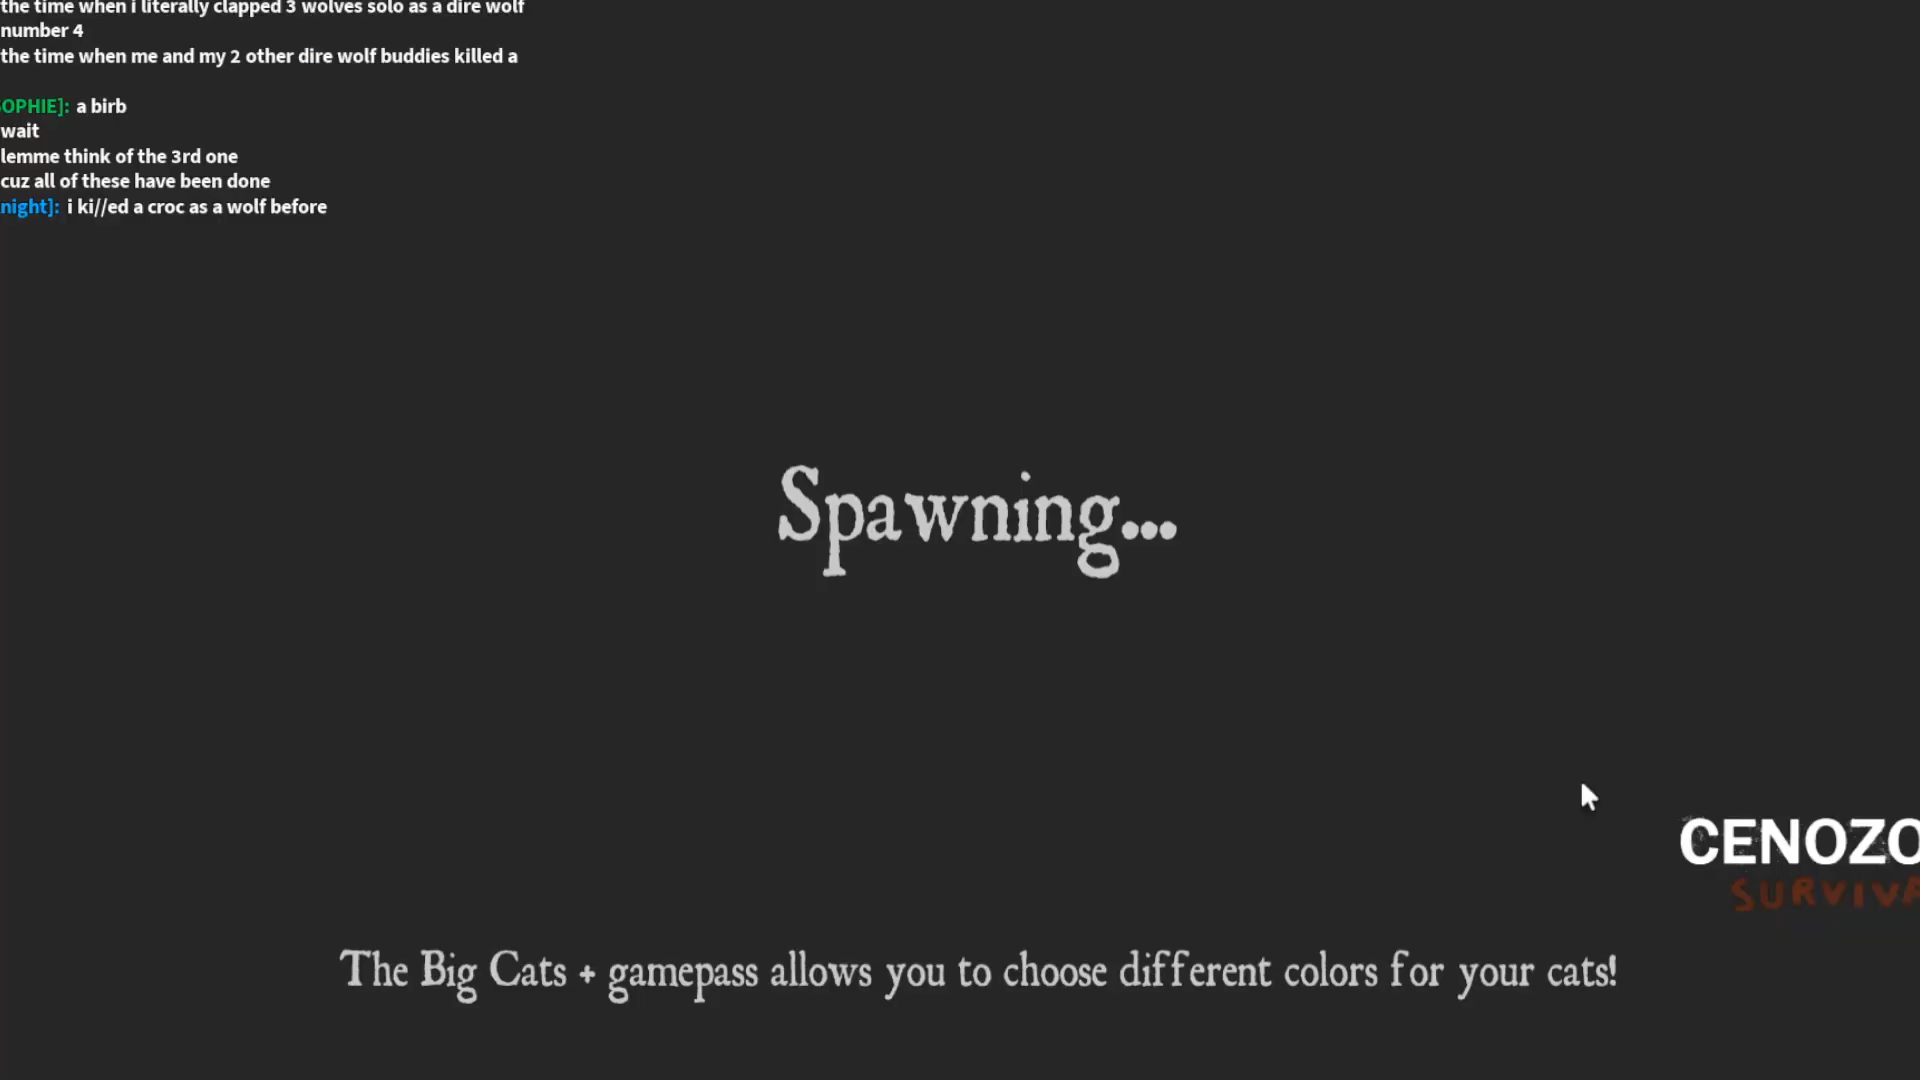 the time when i literally clapped 3 wolves solo as a dire wolf
number 4
the time when me and my 2 other dire wolf buddies killed a
OPHIE]: a birb
wait
lemme think of the 3rd one
cuz all of these have been done
night]: i ki//ed a croc as a wolf before
Spawning...
CENOZO
SURVIVA
The Big Cats + gamepass allows you to choose different colors for your cats!